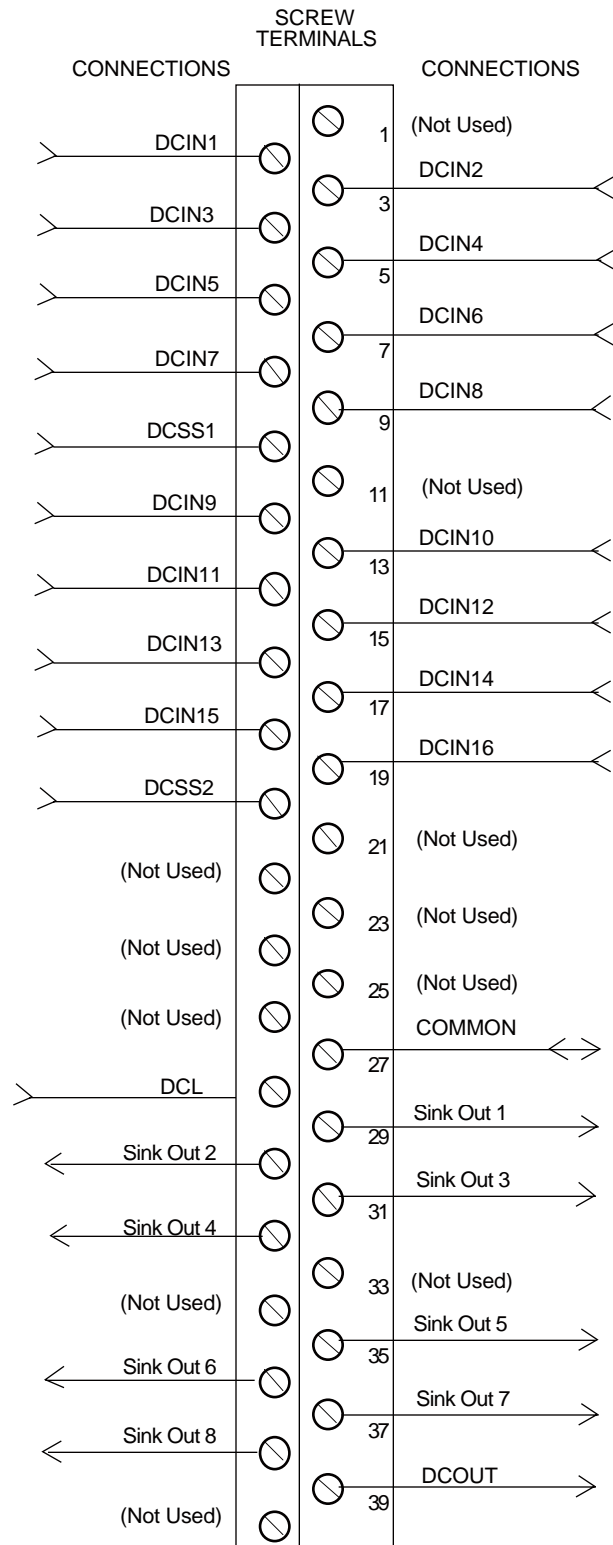 SCREW
TERMINALS
CONNECTIONS
CONNECTIONS
1 (Not Used)
DCIN1
DCIN2
3
DCIN3
DCIN4
5
DCIN5
DCIN6
7
DCIN7
DCIN8
9
DCSS1
11 (Not Used)
DCIN9
DCIN10
13
DCIN11
DCIN12
15
DCIN13
DCIN14
17
DCIN15
DCIN16
19
DCSS2
21 (Not Used)
(Not Used)
23 (Not Used)
(Not Used)
25 (Not Used)
(Not Used)
COMMON
27
DCL
Sink Out 1
29
Sink Out 2
Sink Out 3
31
Sink Out 4
33 (Not Used)
(Not Used)
Sink Out 5
35
Sink Out 6
Sink Out 7
37
Sink Out 8
DCOUT
39
(Not Used)